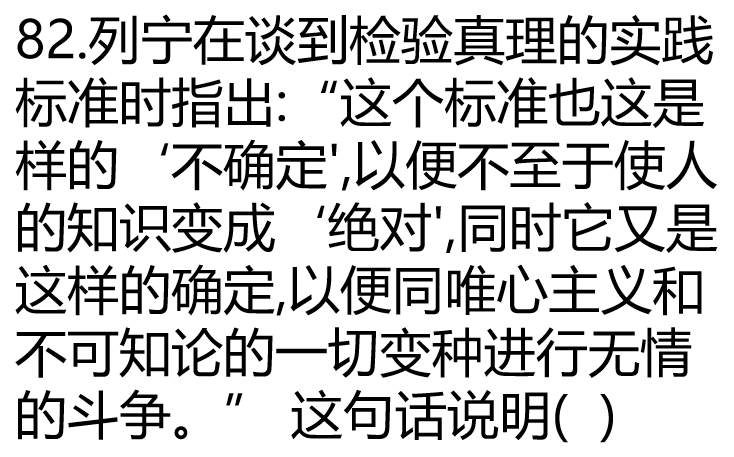 82.列宁在谈到检验真理的实践
标准时指出:“这个标准也这是
样的‘不确定',以便不至于使人
的知识变成‘绝对',同时它又是
这样的确定,以便同唯心主义和
不可知论的一切变种进行无情
的斗争。” 这句话说明( )